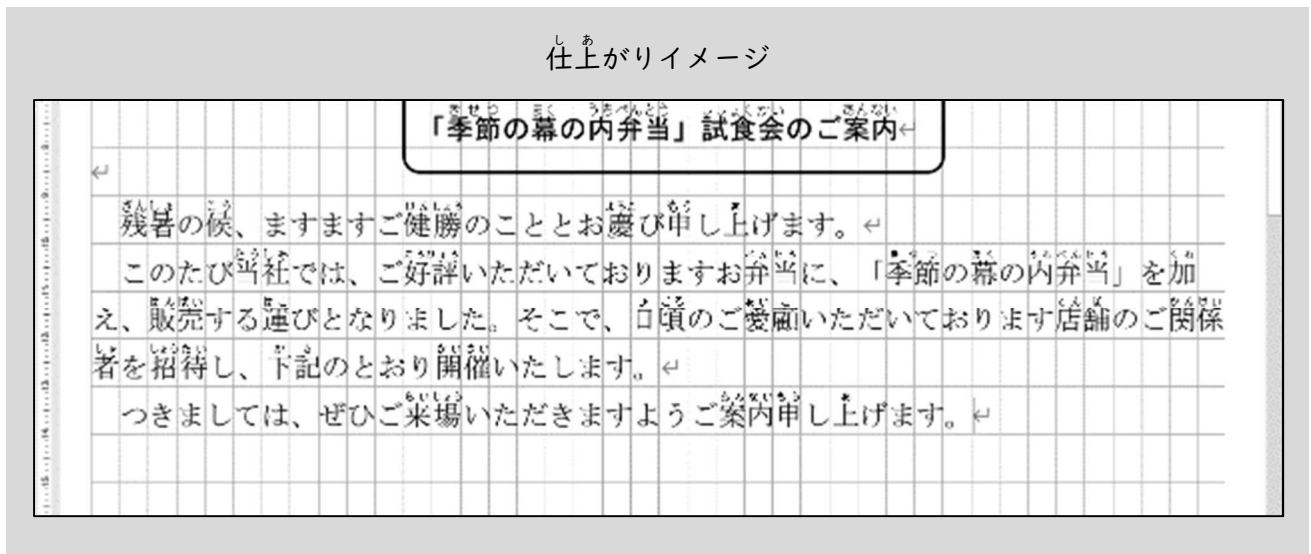 仕上がりイメージ
「季節の幕の内弁当」試食会のご案内
残暑の候、ますますご健勝のこととお慶び申し上げます。
このたび当社では、ご好評いただいておりますお弁当に、「季節の幕の内弁当」を加
え、販売する運びとなりました。そこで、日頃のご愛顧いただいております店舗のご関係
者を招待し、下記のとおり開催いたします。
つきましては、ぜひご来場いただきますようご案内申し上げます。